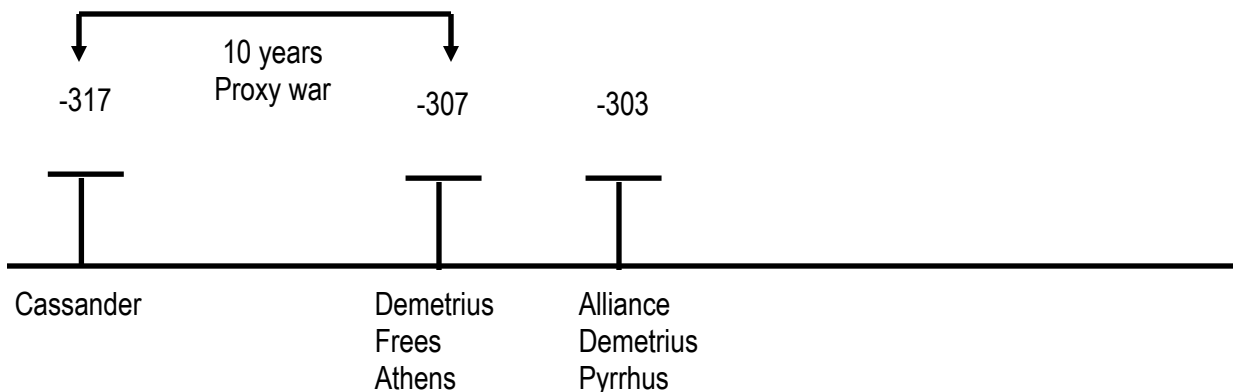 10 years
Proxy war
-317
-307
-303
Cassander
Demetrius
Frees
Athens
Alliance
Demetrius
Pyrrhus